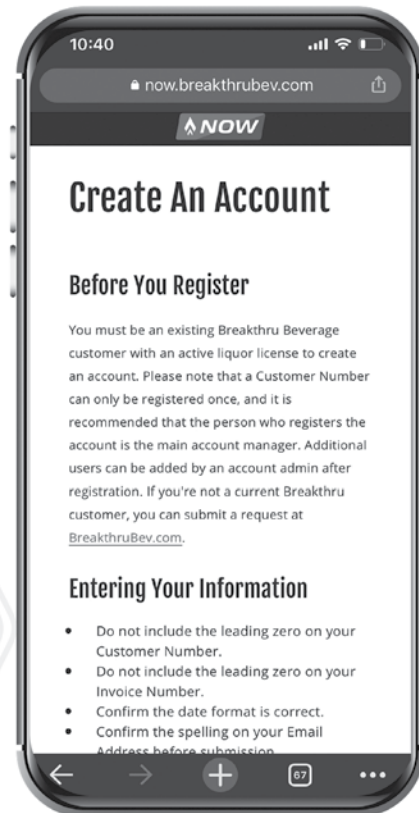 10:40
now.breakthrubev.com
NOW
Create An Account
Before You Register
You must be an existing Breakthru Beverage
customer with an active liquor license to create
an account. Please note that a Customer Number
can only be registered once, and it is
recommended that the person who registers the
account is the main account manager. Additional
users can be added by an account admin after
registration. If you're not a current Breakthru
customer, you can submit a request at
BreakthruBev.com.
Entering Your Information
• Do not include the leading zero on your
Customer Number.
• Do not include the leading zero on your
Invoice Number.
• Confirm the date format is correct.
• Confirm the spelling on your Email
Address before submission
67